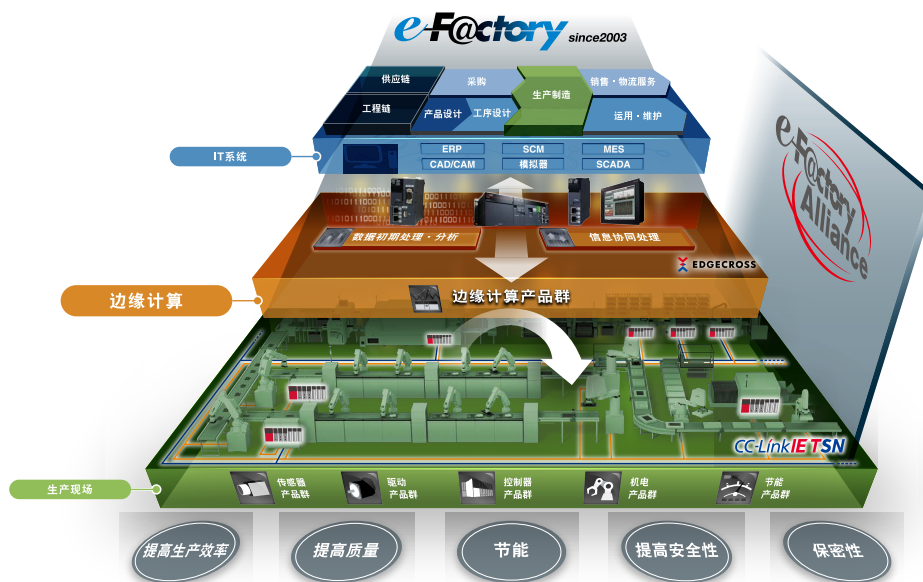 e-F@ctory since2003
供应链
采购
生产制造
销售・物流服务
工程链
产品设计
工序设计
运用・维护
IT系统
ERP
SCM
MES
CAD/CAM
模拟器
SCADA
e-F@ctory
Alliance
数据初期处理・分析
信息协同处理
EDGECROSS
边缘计算
边缘计算产品群
CC-Link IE TSN
生产现场
传感器
产品群
驱动
产品群
控制器
产品群
机电
产品群
节能
产品群
提高生产效率
提高质量
节能
提高安全性
保密性